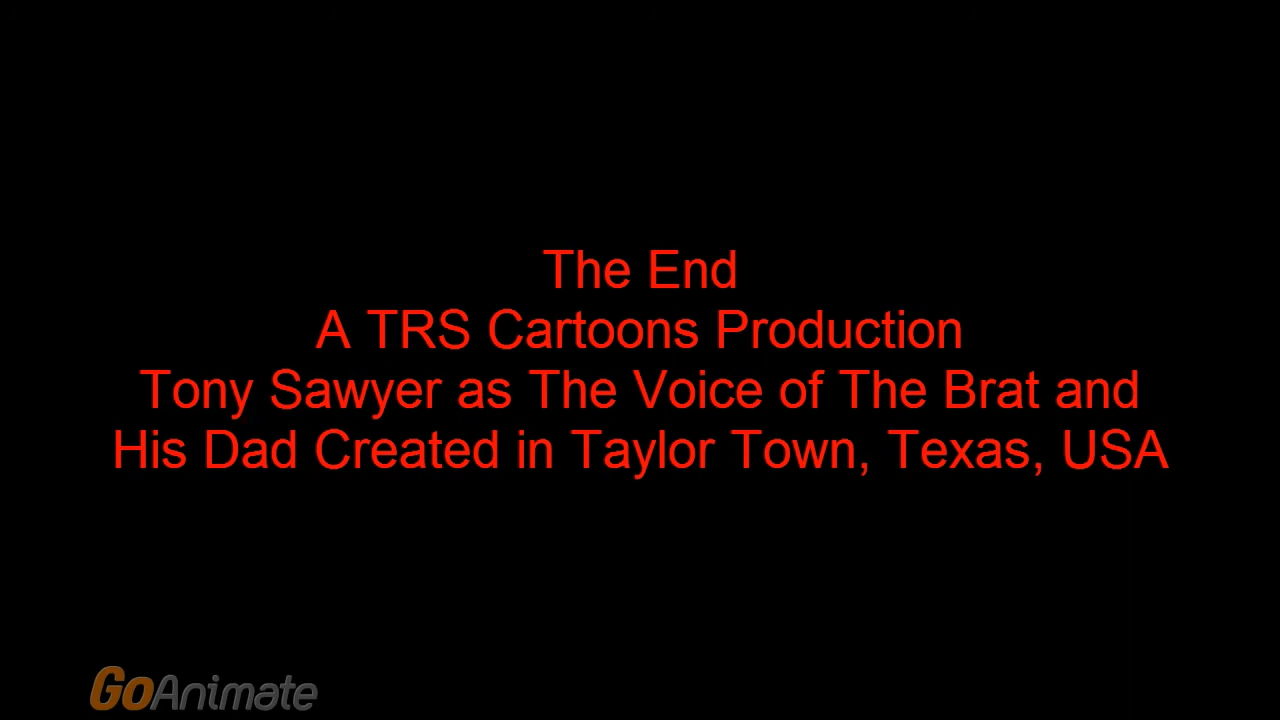 The End
A TRS Cartoons Production
Tony Sawyer as The Voice of The Brat and
His Dad Created in Taylor Town, Texas, USA
GoAnimate